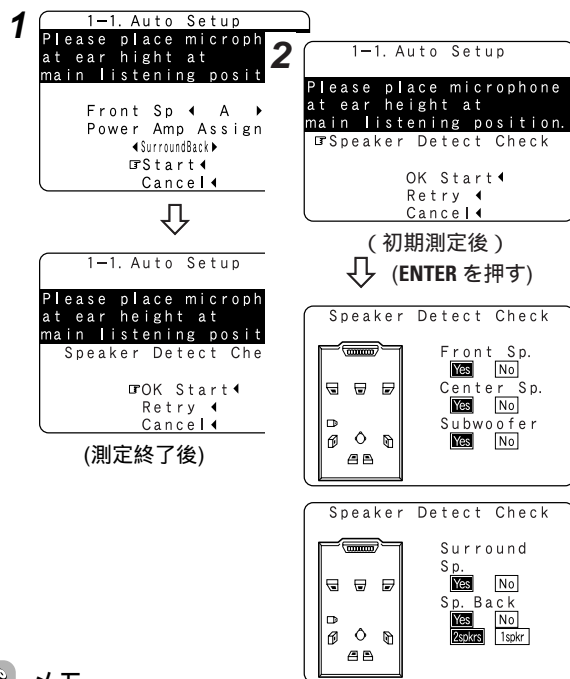 1
1-1. Auto Setup
Please place microph
at ear hight at
main listening posit
Front Sp ◀ A ▶
Power Amp Assign
◀SurroundBack▶
☞Start◀
Cancel◀
1-1. Auto Setup
Please place microph
at ear height at
main listening posit
Speaker Detect Che
☞OK Start◀
Retry ◀
Cancel◀
(測定終了後)
2
1-1. Auto Setup
Please place microphone
at ear height at
main listening position.
☞Speaker Detect Check
OK Start◀
Retry ◀
Cancel◀
(初期測定後)
(ENTER を押す)
Speaker Detect Check
Front Sp.
Yes No
Center Sp.
Yes No
Subwoofer
Yes No
Speaker Detect Check
Surround
Sp.
Yes No
Sp. Back
Yes No
2spkrs 1spkr